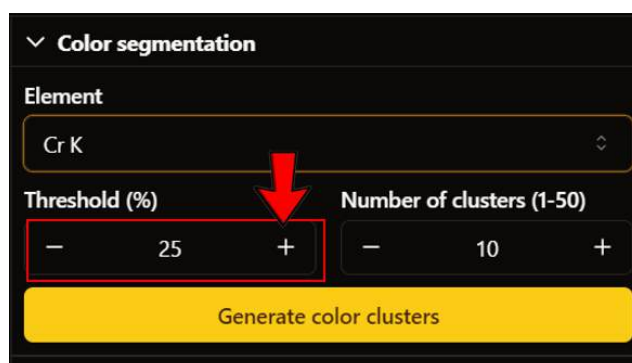 Color segmentation
Element
Cr K
Threshold (%) Number of clusters (1-50)
− 25 + − 10 +
Generate color clusters